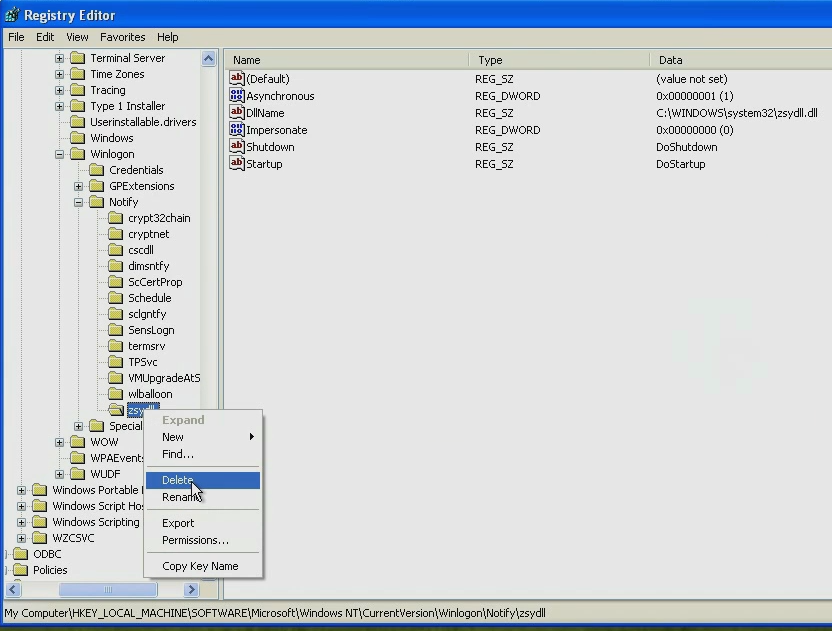 Registry Editor
File Edit View Favorites Help
Terminal Server
Time Zones
Tracing
Type 1 Installer
Userinstallable.drivers
Windows
Winlogon
Credentials
GPExtensions
Notify
crypt32chain
cryptnet
cscdll
dimsntfy
ScCertProp
Schedule
sclgntfy
SensLogn
termsrv
TPSvc
VMUpgradeAtS
wlballoon
zsydll
Special
WOW
WPAEvents
WUDF
Windows Portable
Windows Script Hos
Windows Scripting
WZCSVC
ODBC
Policies
Name Type Data
(Default) REG_SZ (value not set)
Asynchronous REG_DWORD 0x00000001 (1)
DllName REG_SZ C:\WINDOWS\system32\zsydll.dll
Impersonate REG_DWORD 0x00000000 (0)
Shutdown REG_SZ DoShutdown
Startup REG_SZ DoStartup
Expand
New
Find...
Delete
Rename
Export
Permissions...
Copy Key Name
My Computer\HKEY_LOCAL_MACHINE\SOFTWARE\Microsoft\Windows NT\CurrentVersion\Winlogon\Notify\zsydll